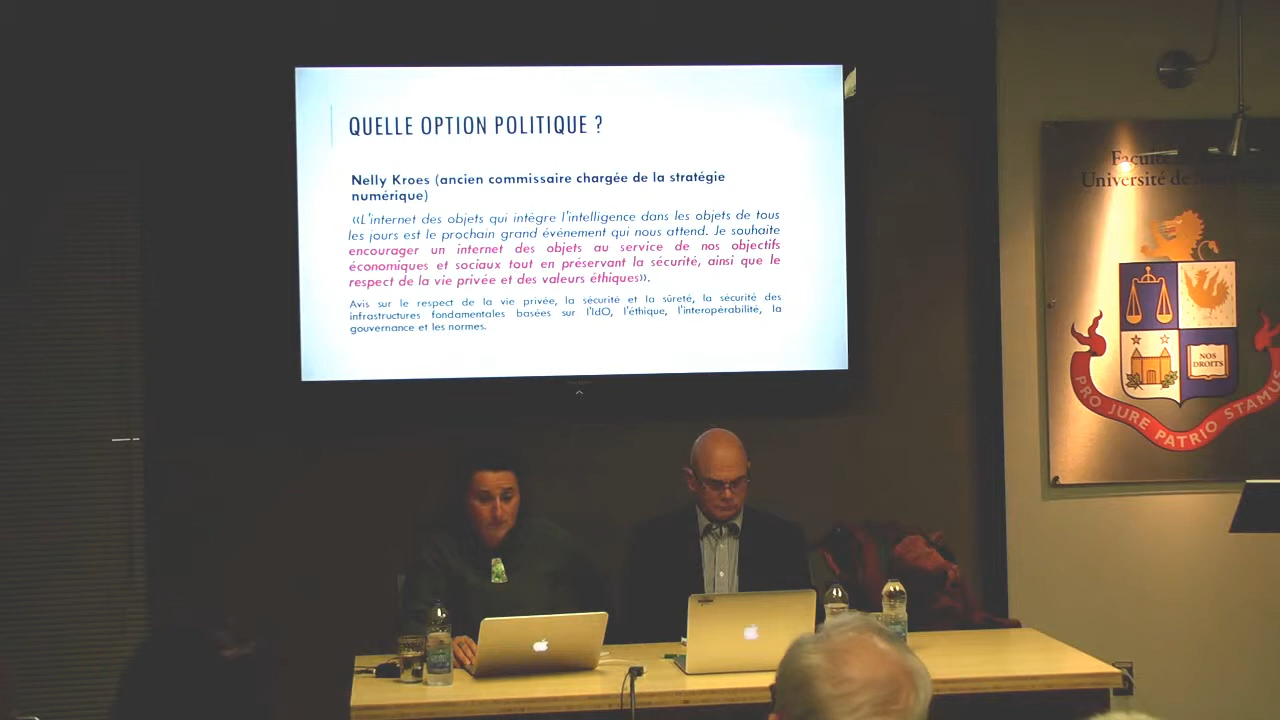 QUELLE OPTION POLITIQUE ?
Nelly Kroes (ancien commissaire chargée de la stratégie
numérique)
«L'internet des objets qui intègre l'intelligence dans les objets de tous
les jours est le prochain grand événement qui nous attend. Je souhaite
encourager un internet des objets au service de nos objectifs
économiques et sociaux tout en préservant la sécurité, ainsi que le
respect de la vie privée et des valeurs éthiques».
Avis sur le respect de la vie privée, la sécurité et la sûreté, la sécurité des
infrastructures fondamentales basées sur l'IdO, l'éthique, l'interopérabilité, la
gouvernance et les normes.
Faculté
Université de
NOS
DROITS
PRO JURE PATRIO STAMUS